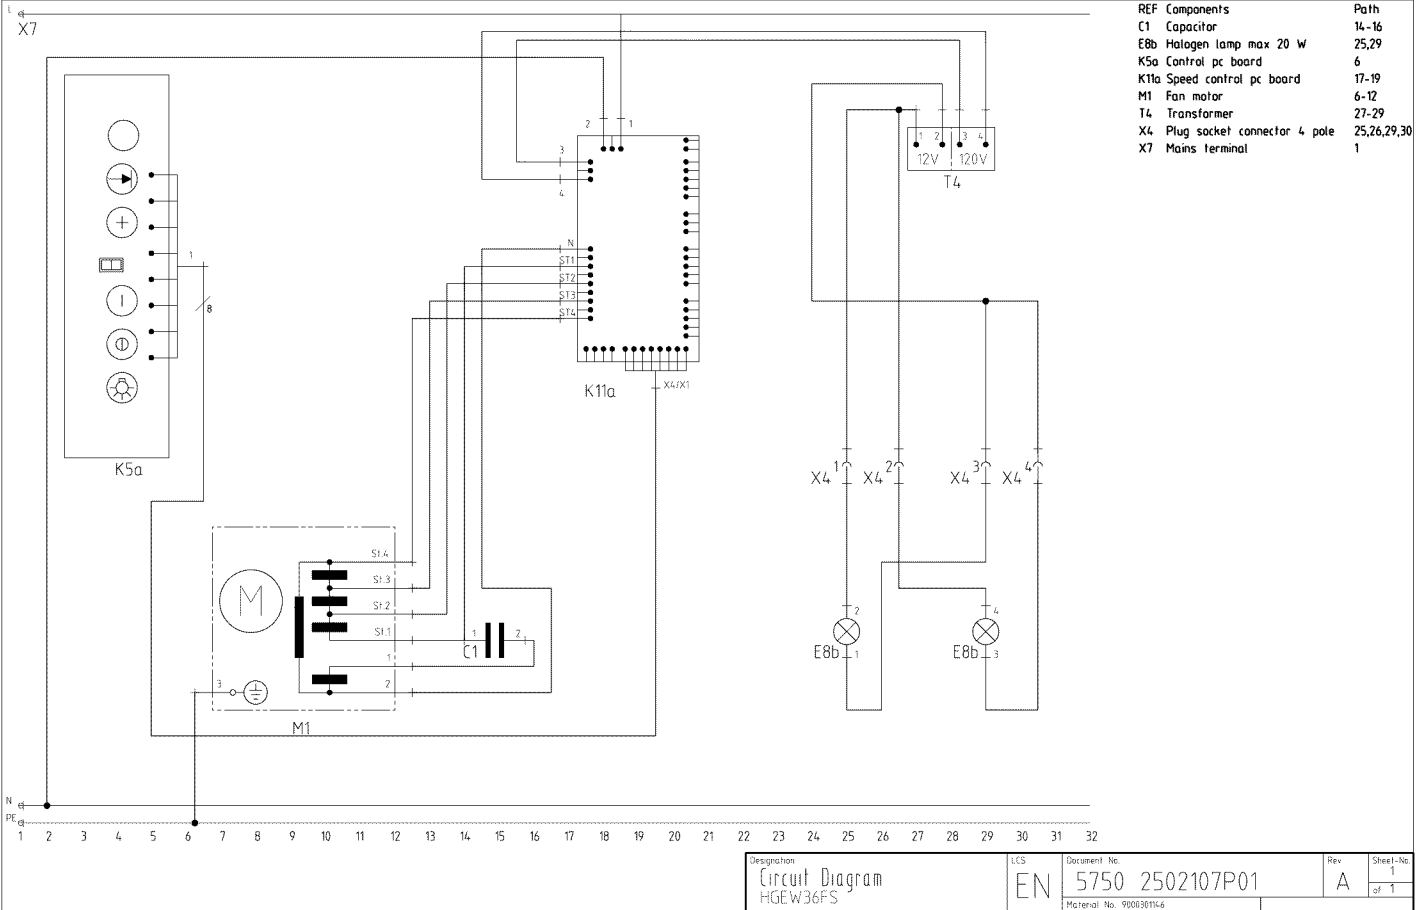 L
X7
REF Components Path
C1 Capacitor 14-16
E8b Halogen lamp max 20 W 25,29
K5a Control pc board 6
K11a Speed control pc board 17-19
M1 Fan motor 6-12
T4 Transformer 27-29
X4 Plug socket connector 4 pole 25,26,29,30
X7 Mains terminal 1
2 1
3
4
1 2 3 4
12V 120V
T4
N
ST1
ST2
ST3
ST4
1
8
K11a
X4/X1
K5a
1 2 3 4
X4 X4 X4 X4
St.4
St.3
St.2
St.1
M
1 2
C1
1
2
3
M1
2 4
E8b 1 E8b 3
N
PE
1 2 3 4 5 6 7 8 9 10 11 12 13 14 15 16 17 18 19 20 21 22 23 24 25 26 27 28 29 30 31 32
Designation
Circuit Diagram
HGEW36FS
LCS
EN
Document No.
5750 2502107P01
Material No. 9000301146
Rev
A
Sheet-No.
1
of 1